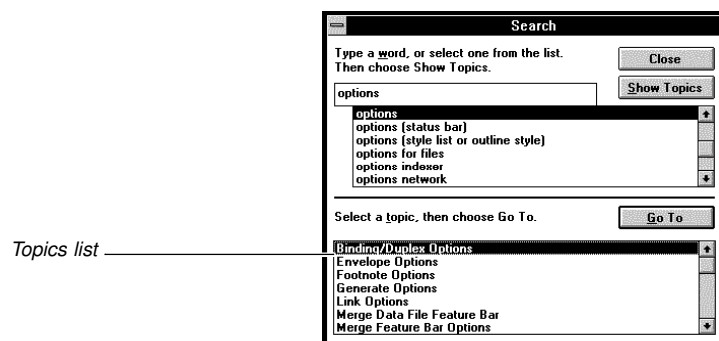 Search
Type a word, or select one from the list.
Then choose Show Topics.
Close
Show Topics
options
options
options (status bar)
options (style list or outline style)
options for files
options indexer
options network
Select a topic, then choose Go To.
Go To
Topics list
Binding/Duplex Options
Envelope Options
Footnote Options
Generate Options
Link Options
Merge Data File Feature Bar
Merge Feature Bar Options